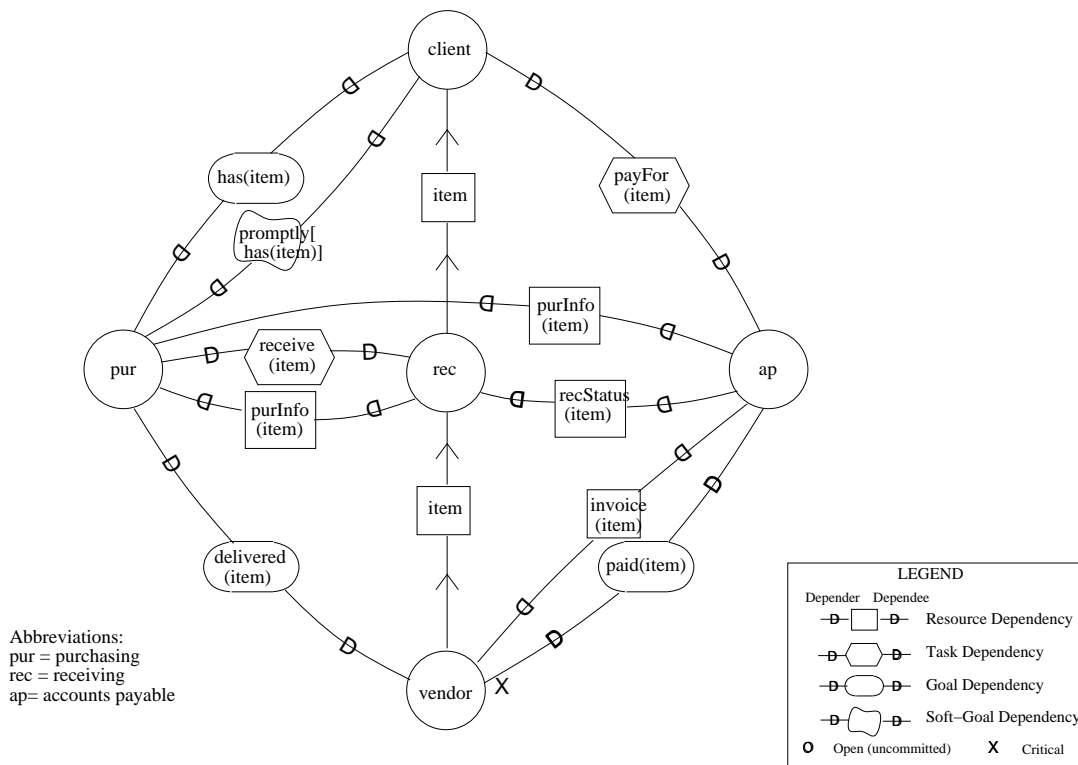 client
D
D
D
has(item)
item
payFor
(item)
promptly[
has(item)]
D
D
D
purInfo
(item)
D
D
receive
(item)
D
D
pur
rec
ap
D
purInfo
(item)
D
D
recStatus
(item)
D
D
D
invoice
(item)
D
item
delivered
(item)
paid(item)
D
D
D
vendor
X
Abbreviations:
pur = purchasing
rec = receiving
ap= accounts payable
LEGEND
Depender Dependee
D D Resource Dependency
D D Task Dependency
D D Goal Dependency
D D Soft-Goal Dependency
O Open (uncommitted) X Critical